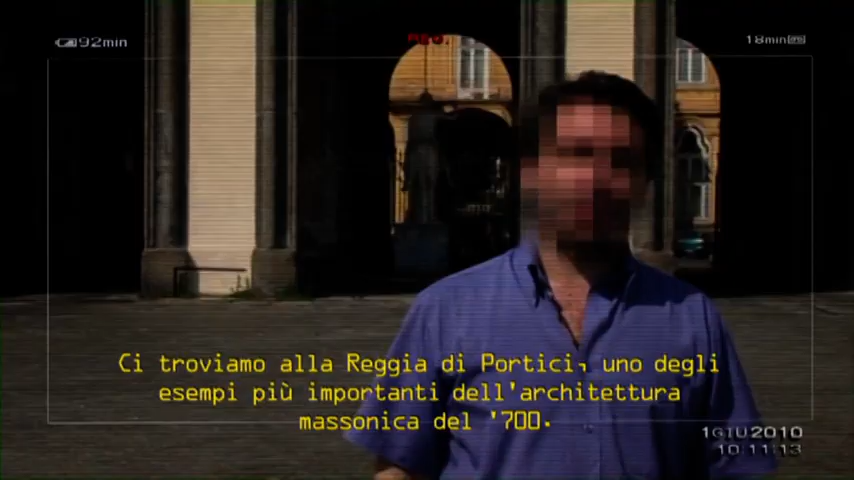 92min
REC.
18min
Ci troviamo alla Reggia di Portici, uno degli
esempi più importanti dell'architettura
massonica del '700.
1GIU2010
10:11:13